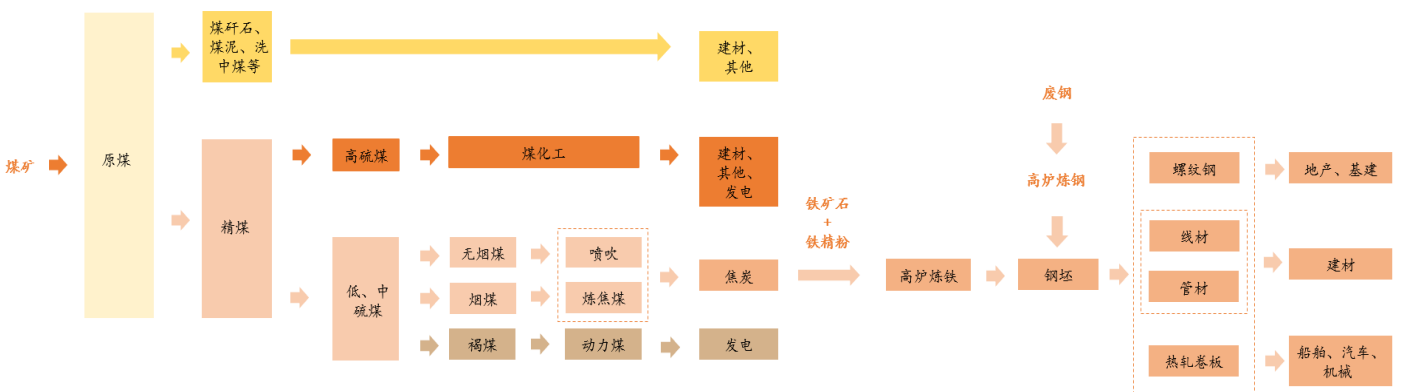 煤矿
原煤
煤矸石、
煤泥、洗
中煤等
建材、
其他
精煤
高硫煤
煤化工
建材、
其他、
发电
低、中
硫煤
无烟煤
喷吹
烟煤
炼焦煤
焦炭
褐煤
动力煤
发电
铁矿石
+
铁精粉
高炉炼铁
废钢
高炉炼钢
钢坯
螺纹钢
地产、基建
线材
管材
建材
热轧卷板
船舶、汽车、
机械